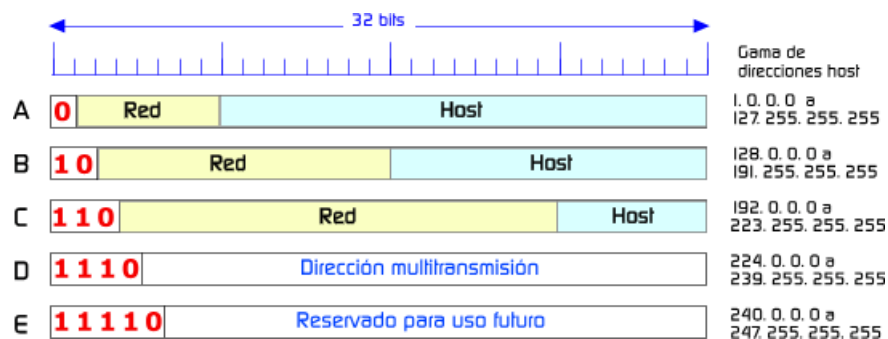 32 bits
Gama de
direcciones host
A 0 Red Host 1. 0. 0. 0 a
127. 255. 255. 255
B 1 0 Red Host 128. 0. 0. 0 a
191. 255. 255. 255
C 1 1 0 Red Host 192. 0. 0. 0 a
223. 255. 255. 255
D 1 1 1 0 Dirección multitransmisión 224. 0. 0. 0 a
239. 255. 255. 255
E 1 1 1 1 0 Reservado para uso futuro 240. 0. 0. 0 a
247. 255. 255. 255